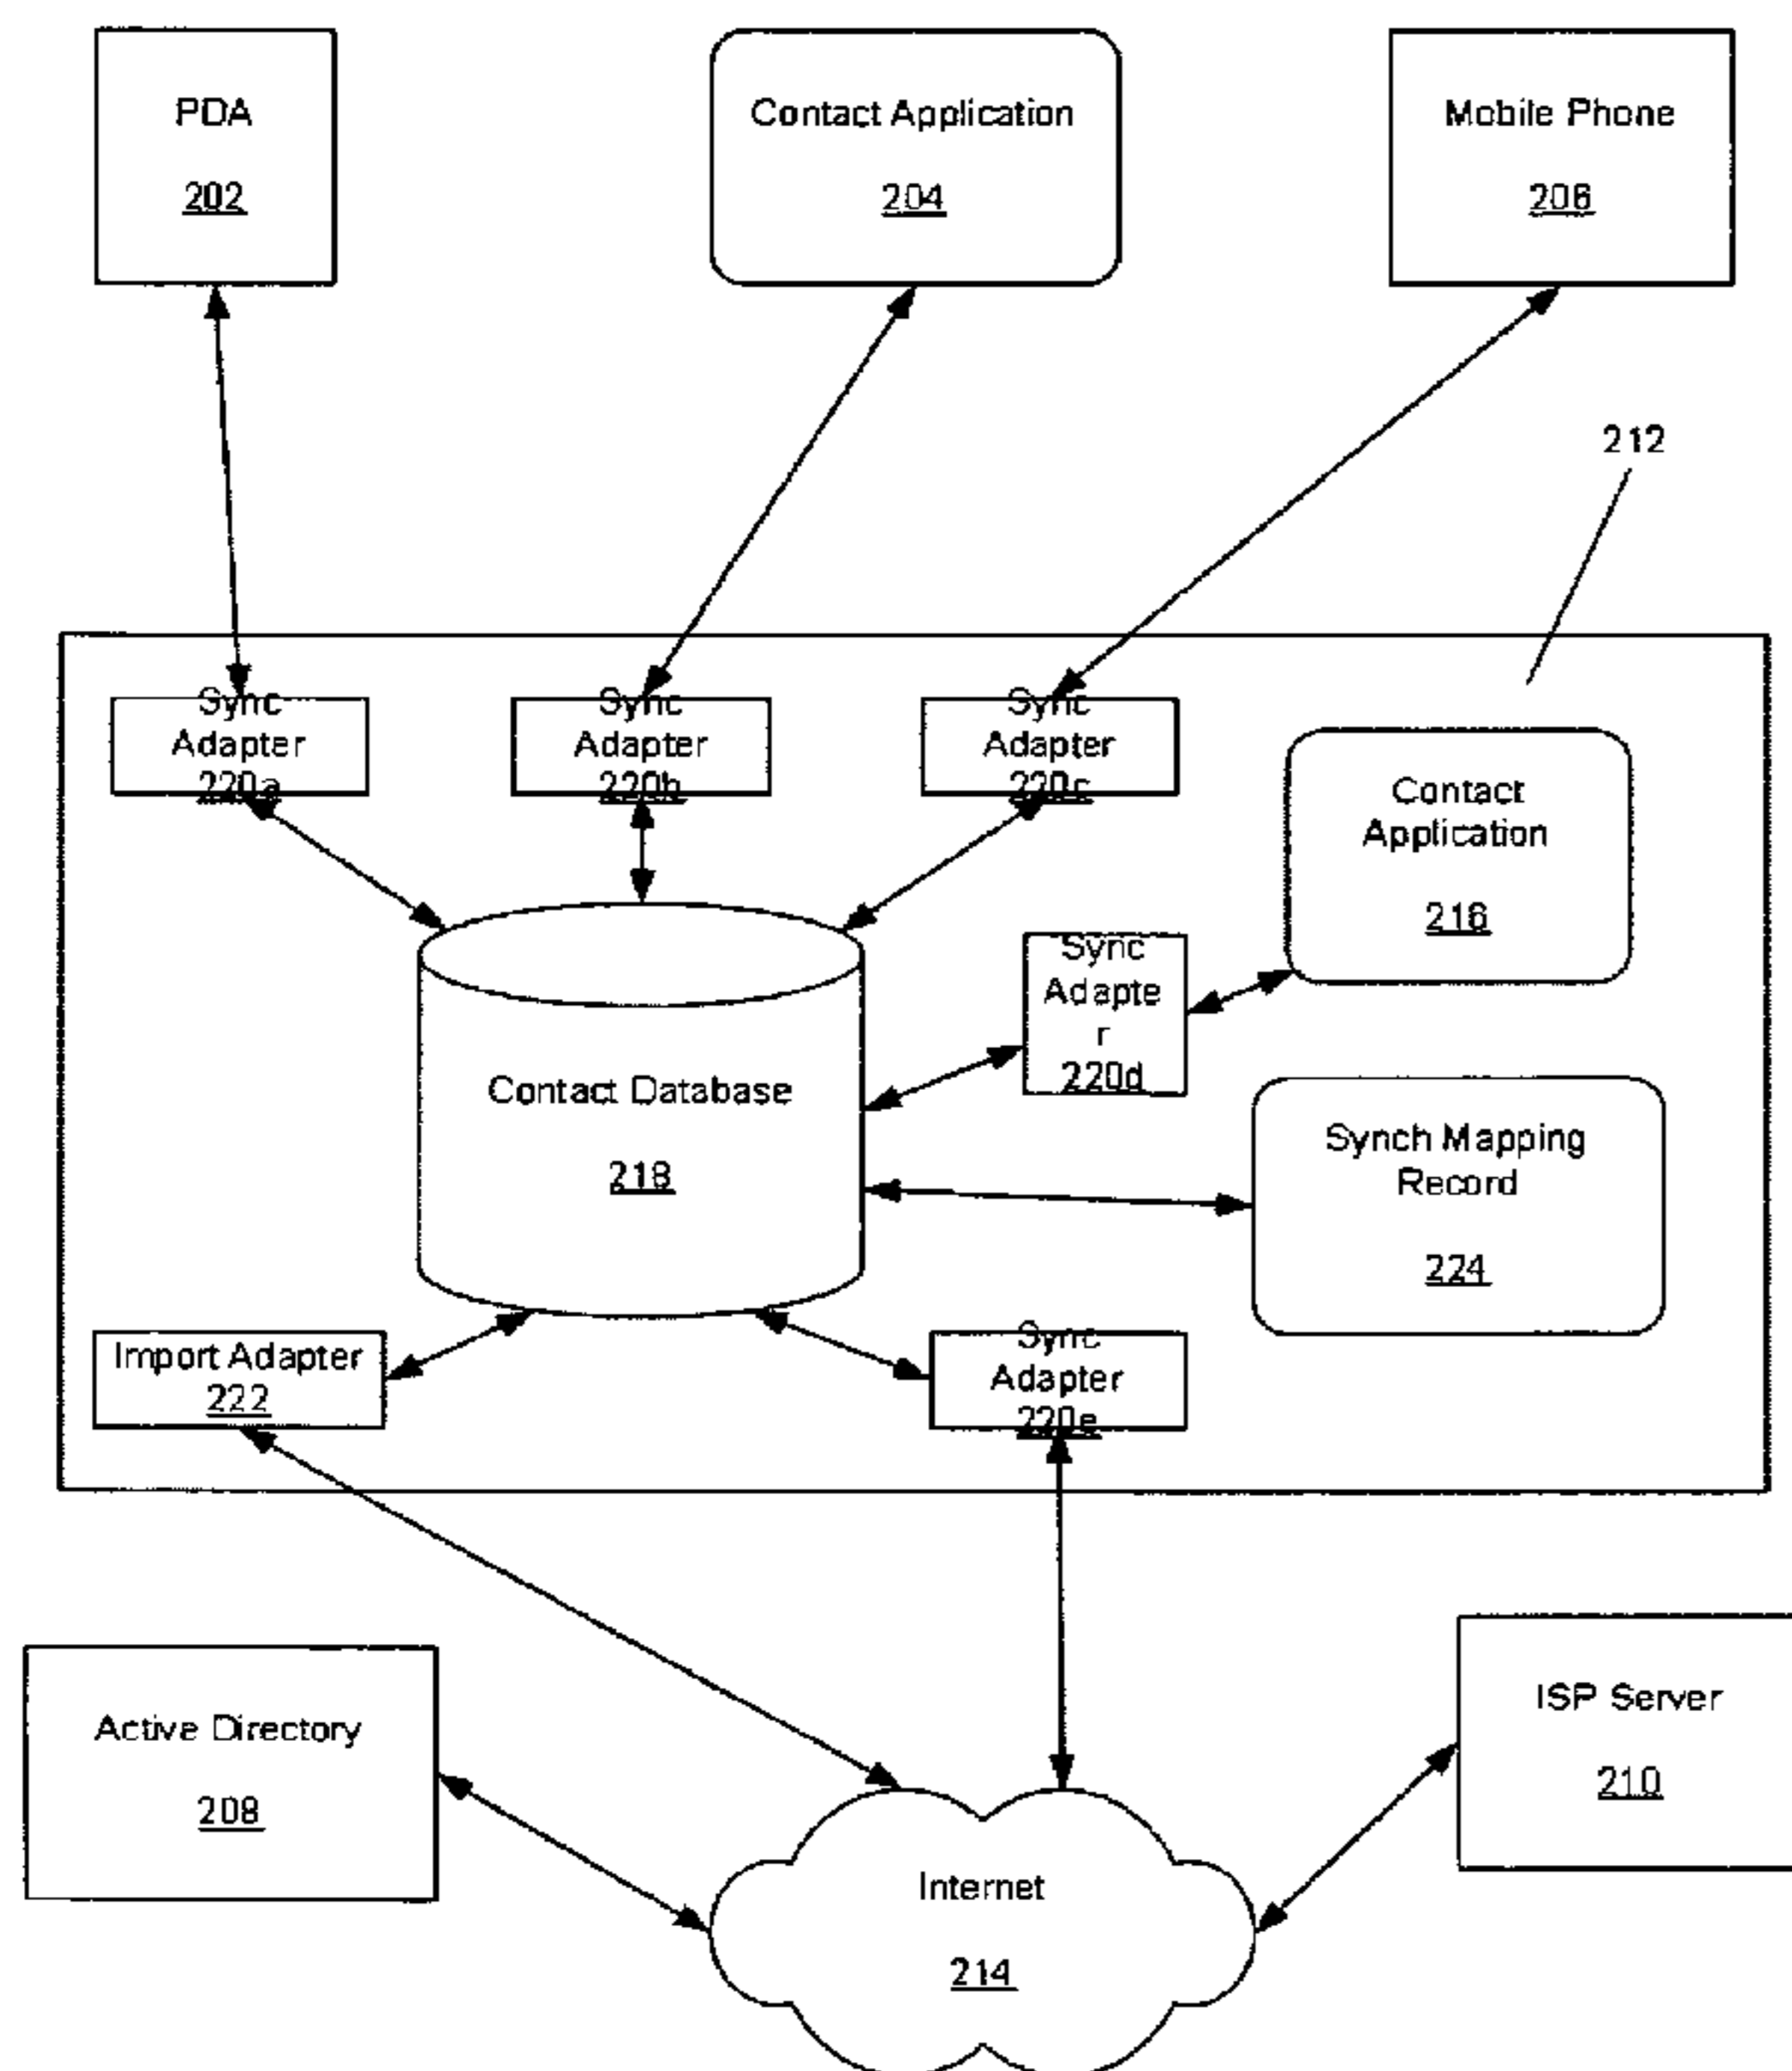 PDA
202
Contact Application
204
Mobile Phone
206
212
Sync
Adapter
220a
Sync
Adapter
220b
Sync
Adapter
220c
Contact
Application
216
Sync
Adapte
r
220d
Contact Database
218
Synch Mapping
Record
224
Import Adapter
222
Sync
Adapter
220e
Active Directory
208
ISP Server
210
Internet
214